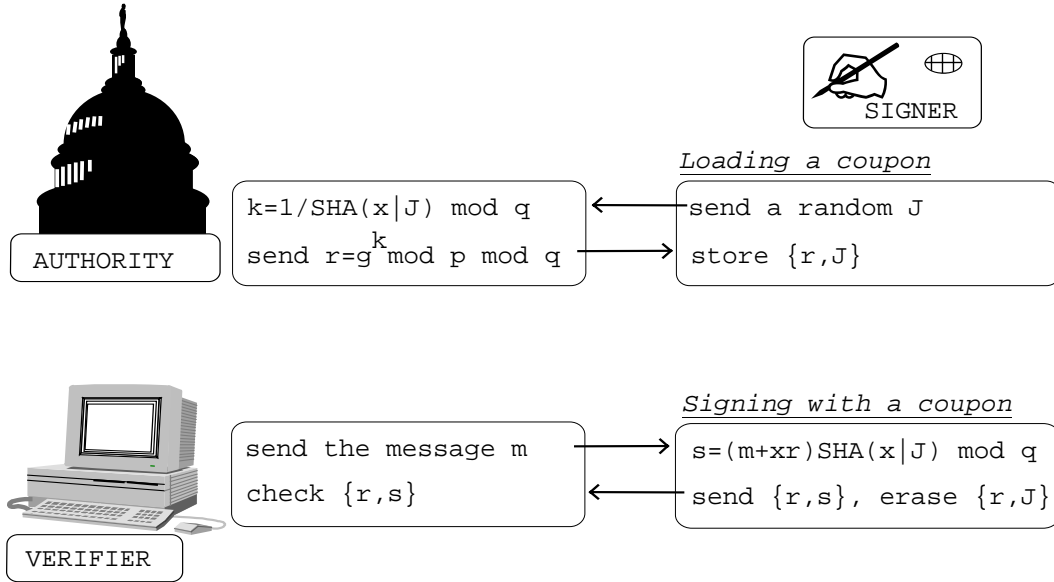 SIGNER
Loading a coupon
k=1/SHA(x|J) mod q
send a random J
AUTHORITY
send r=g^k mod p mod q
store {r,J}
Signing with a coupon
send the message m
s=(m+xr)SHA(x|J) mod q
check {r,s}
send {r,s}, erase {r,J}
VERIFIER